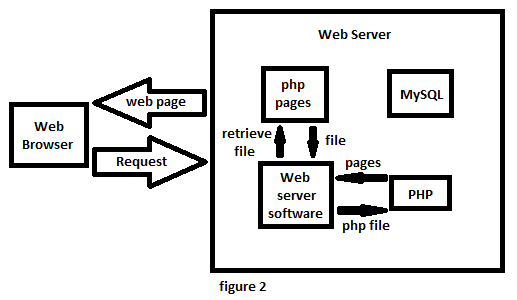 Web Server
php
pages
MySQL
web page
Web
Browser
Request
retrieve
file
file
Web
server
software
pages
PHP
php file
figure 2